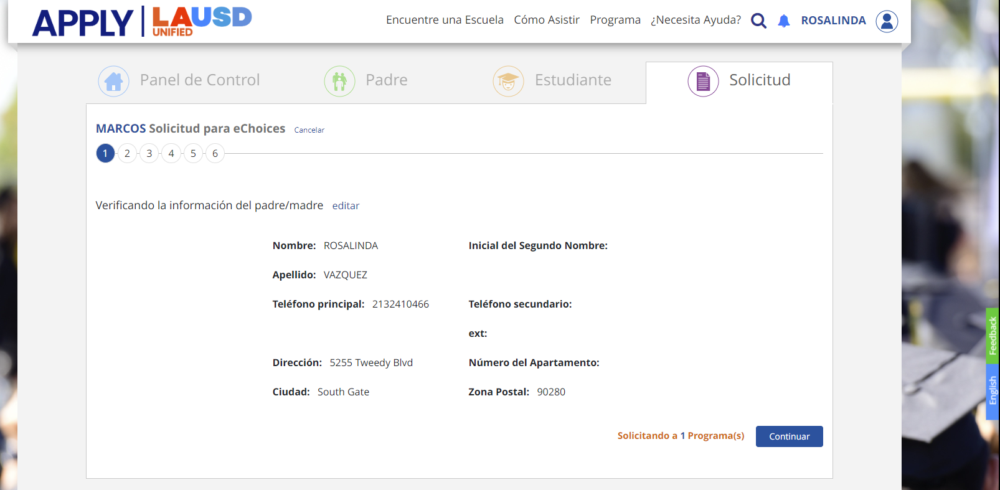 APPLY LAUSD UNIFIED
Encuentre una Escuela Cómo Asistir Programa ¿Necesita Ayuda? ROSALINDA
Panel de Control Padre Estudiante Solicitud
MARCOS Solicitud para eChoices Cancelar
1 2 3 4 5 6
Verificando la información del padre/madre editar
Nombre: ROSALINDA Inicial del Segundo Nombre:
Apellido: VAZQUEZ
Teléfono principal: 2132410466 Teléfono secundario:
ext:
Dirección: 5255 Tweedy Blvd Número del Apartamento:
Ciudad: South Gate Zona Postal: 90280
Solicitando a 1 Programa(s) Continuar
Feedback
English